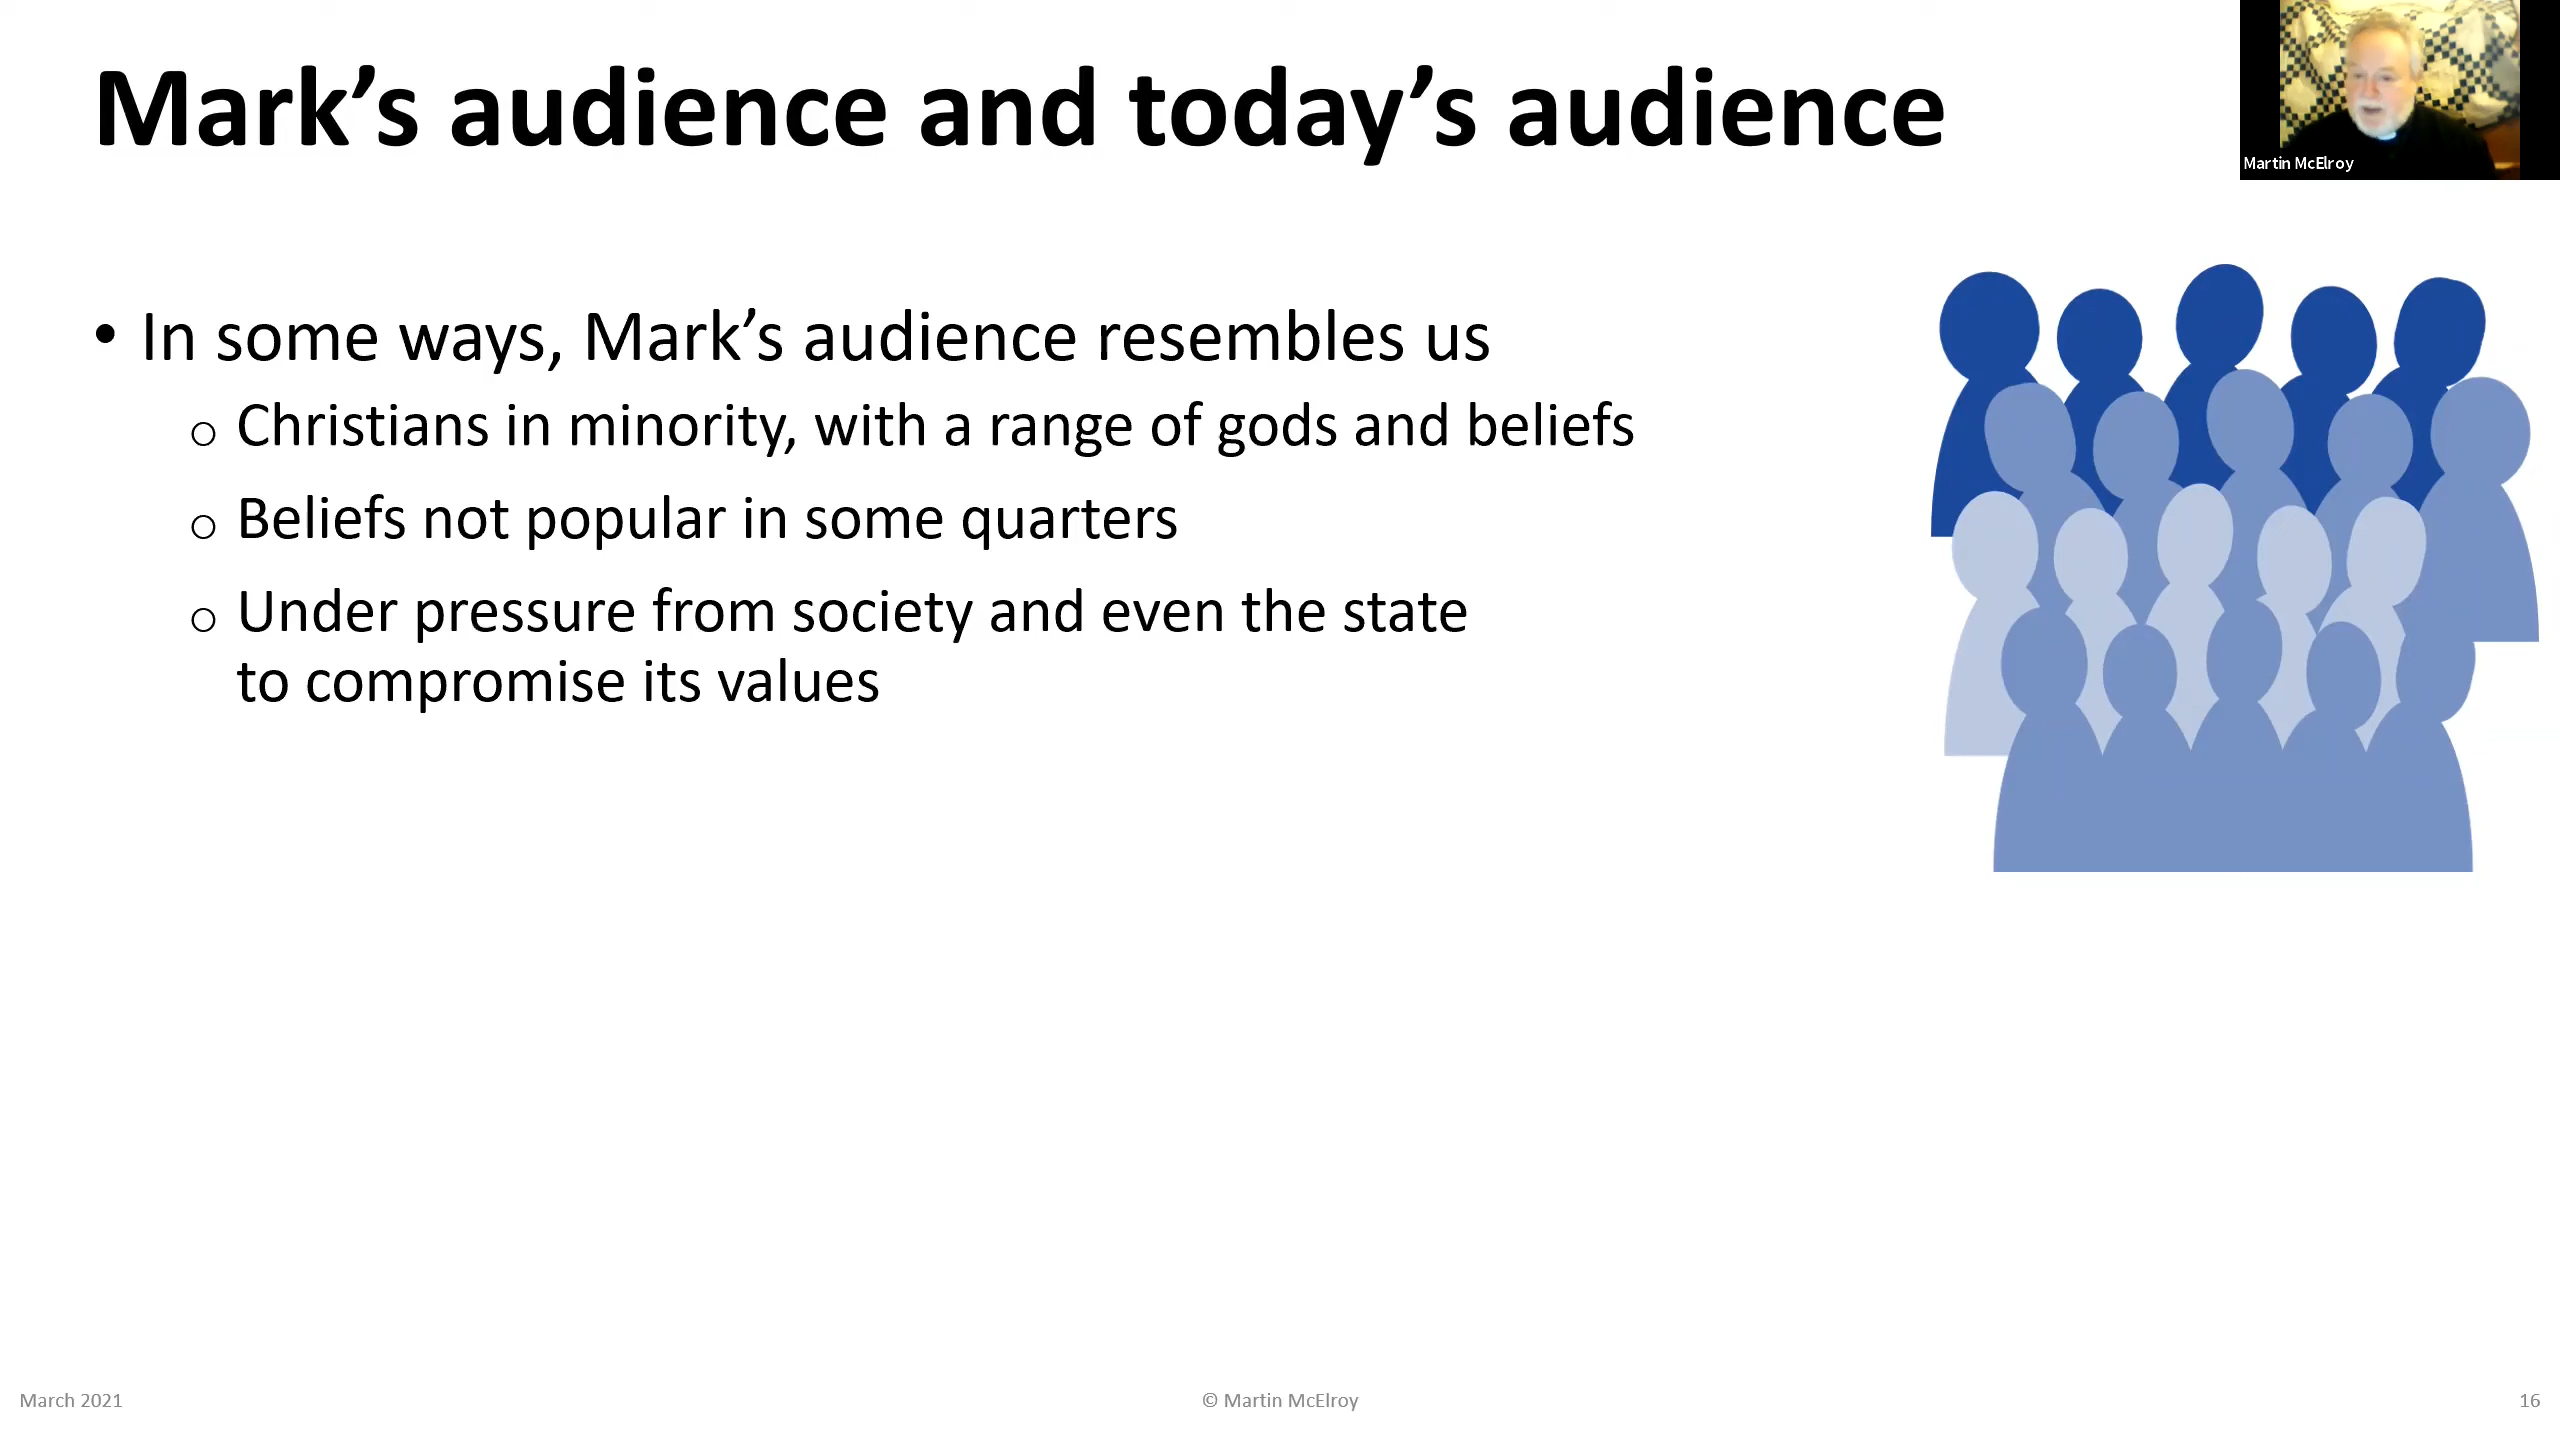 Mark’s audience and today’s audience
Martin McElroy
• In some ways, Mark’s audience resembles us
o Christians in minority, with a range of gods and beliefs
o Beliefs not popular in some quarters
o Under pressure from society and even the state
to compromise its values
March 2021
© Martin McElroy
16